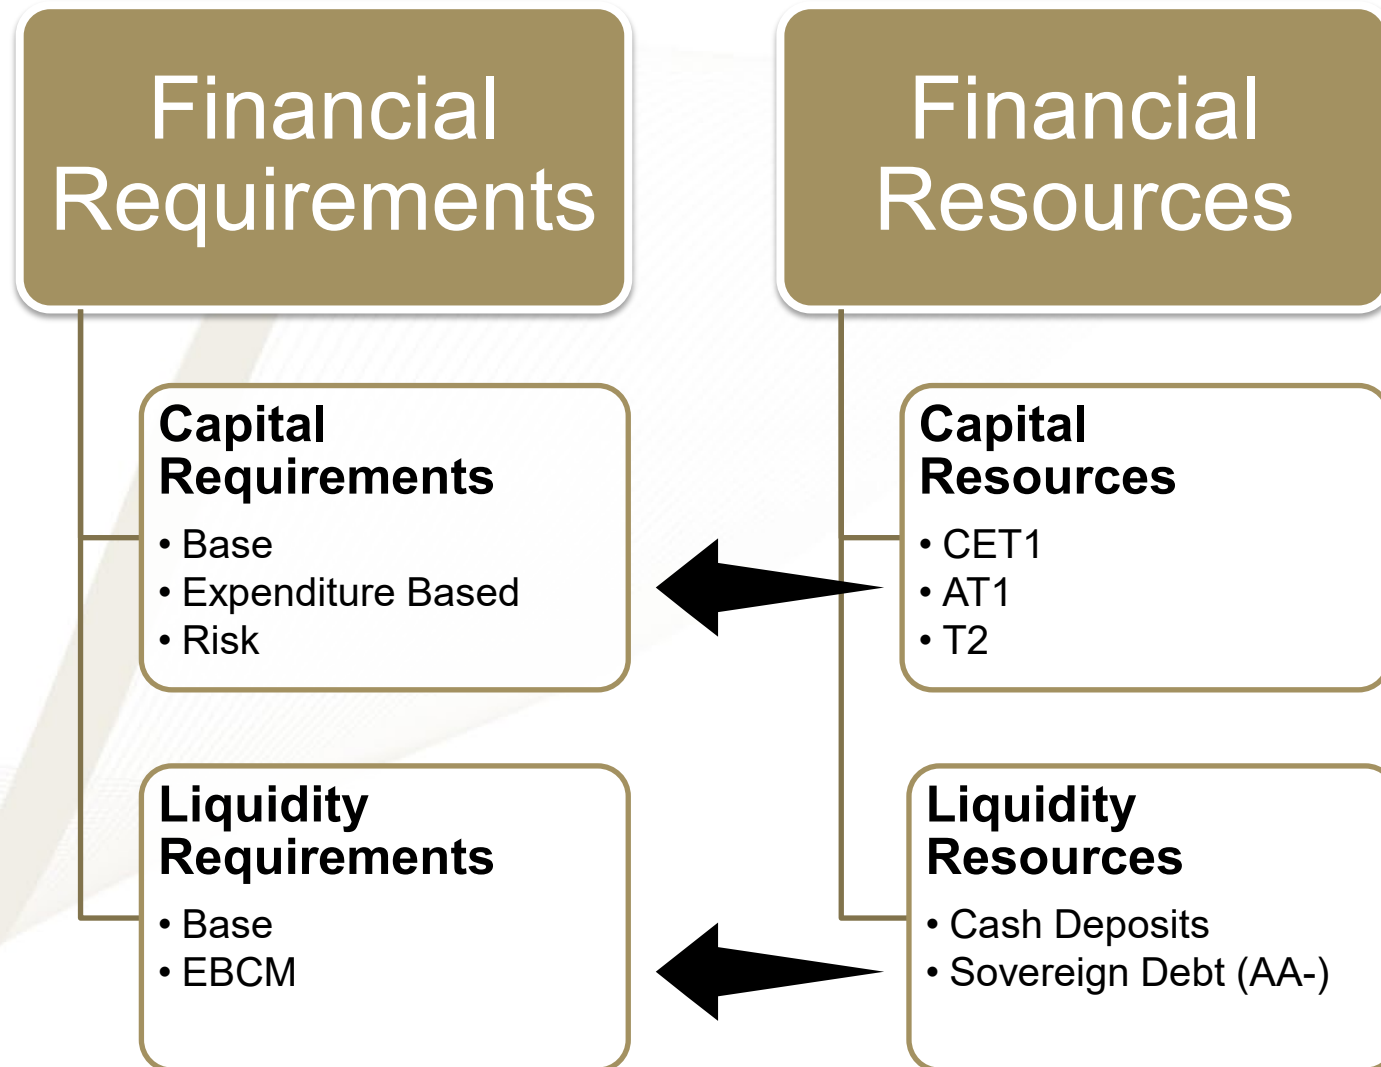 Financial
Requirements
Capital
Requirements
• Base
• Expenditure Based
• Risk
Liquidity
Requirements
• Base
• EBCM
Financial
Resources
Capital
Resources
• CET1
• AT1
• T2
Liquidity
Resources
• Cash Deposits
• Sovereign Debt (AA-)